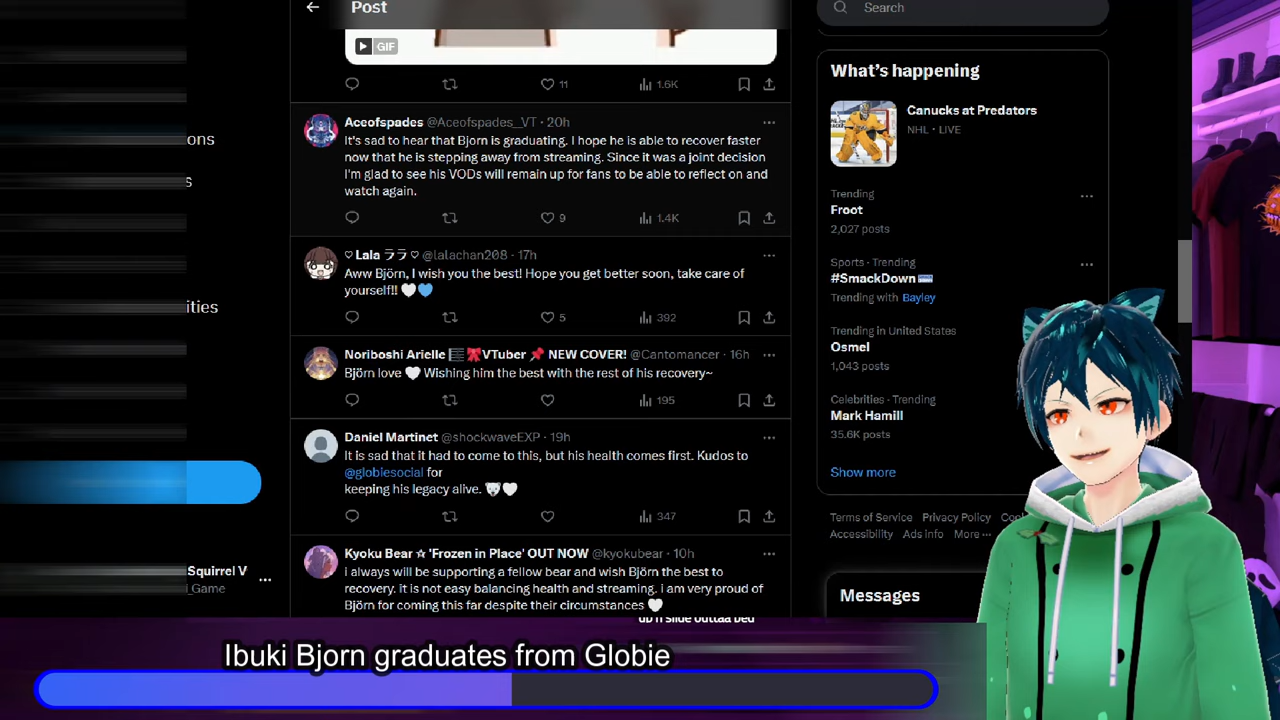 Post
Search
GIF
11
1.6K
What's happening
Canucks at Predators
NHL · LIVE
Aceofspades @Aceofspades_VT · 20h
It's sad to hear that Bjorn is graduating. I hope he is able to recover faster
now that he is stepping away from streaming. Since it was a joint decision
I'm glad to see his VODs will remain up for fans to be able to reflect on and
watch again.
9
1.4K
ons
s
ities
Trending
Froot
2,027 posts
♡ Lala ララ ♡ @lalachan208 · 17h
Aww Björn, I wish you the best! Hope you get better soon, take care of
yourself!! 🤍💙
5
392
Sports · Trending
#SmackDown
Trending with Bayley
Trending in United States
Osmel
1,043 posts
Noriboshi Arielle 🎼🎀VTuber 📌 NEW COVER! @Cantomancer · 16h
Björn love 🤍 Wishing him the best with the rest of his recovery~
195
Celebrities · Trending
Mark Hamill
35.6K posts
Show more
Daniel Martinet @shockwaveEXP · 19h
It is sad that it had to come to this, but his health comes first. Kudos to
@globiesocial for
keeping his legacy alive. 🐻‍❄️🤍
347
Terms of Service Privacy Policy
Accessibility Ads info More ···
Kyoku Bear ☆ 'Frozen in Place' OUT NOW @kyokubear · 10h
i always will be supporting a fellow bear and wish Björn the best to
recovery. it is not easy balancing health and streaming. i am very proud of
Björn for coming this far despite their circumstances 🤍
Squirrel V
_Game
Messages
up n slide outtaa bed
Ibuki Bjorn graduates from Globie